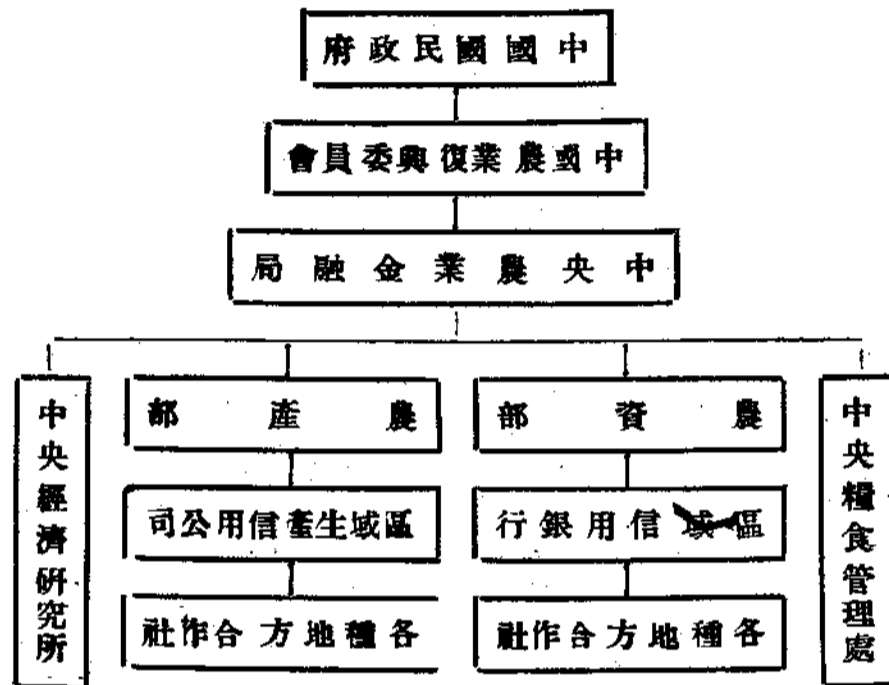 中國國民政府
中國農業復興委員會
中央農業金融局
中央糧食管理處
農資部
區域信用銀行
各種地方合作社
農產部
區域生產信用公司
各種地方合作社
中央經濟研究所